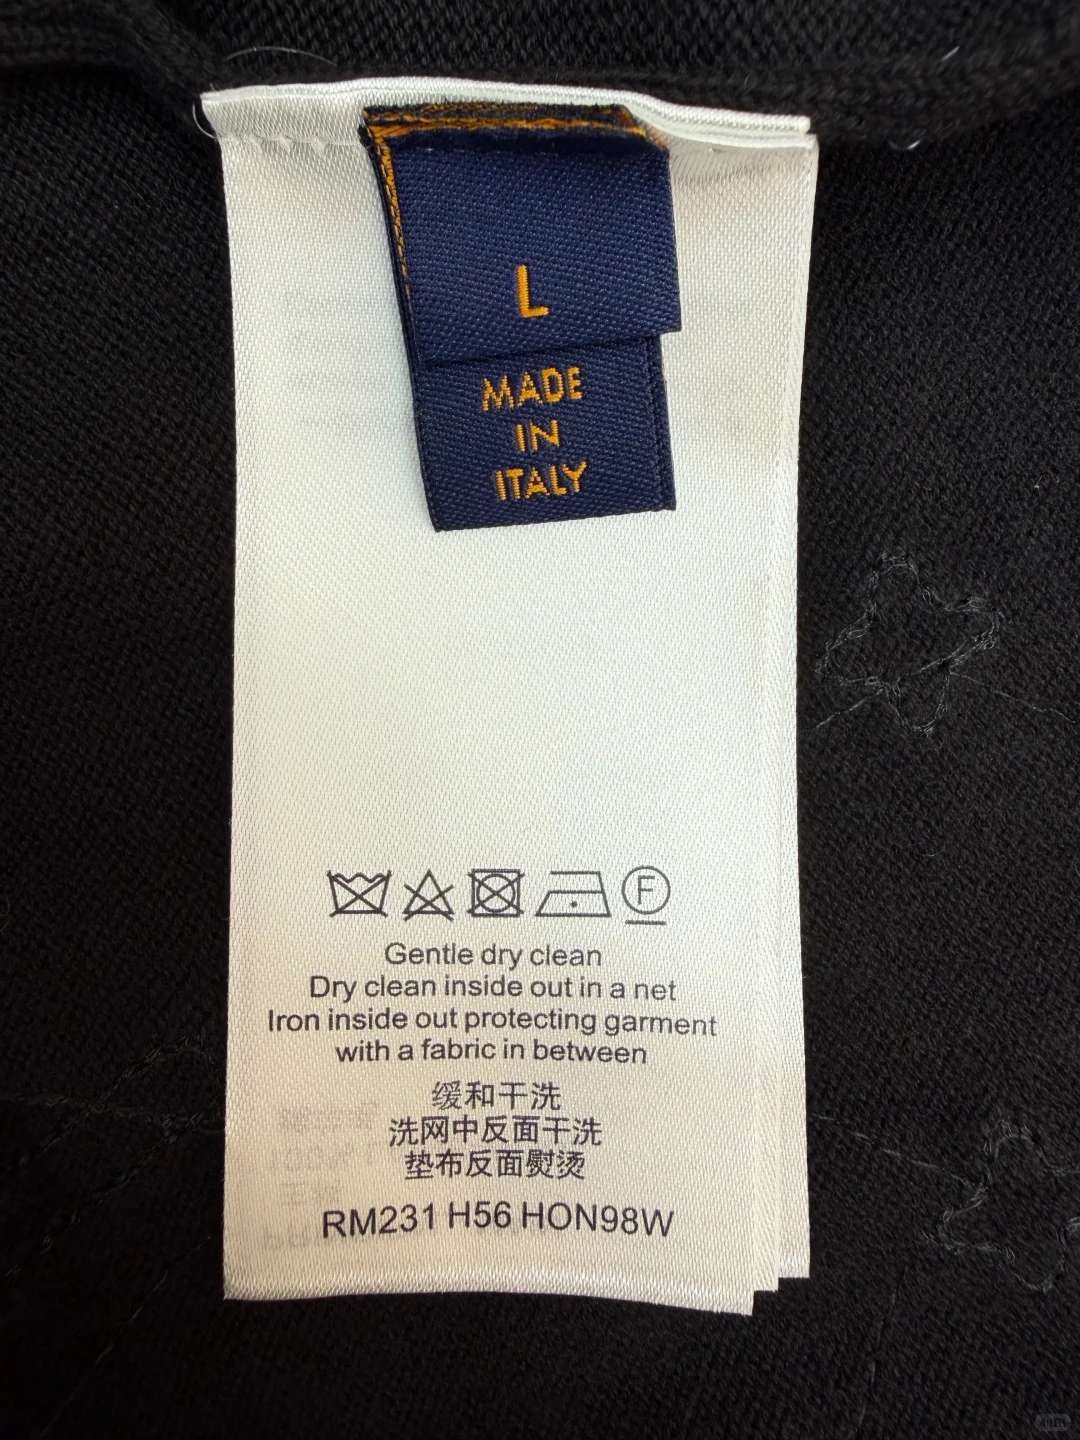 L
MADE
IN
ITALY
F
Gentle dry clean
Dry clean inside out in a net
Iron inside out protecting garment
with a fabric in between
缓和干洗
洗网中反面干洗
垫布反面熨烫
RM231 H56 HON98W